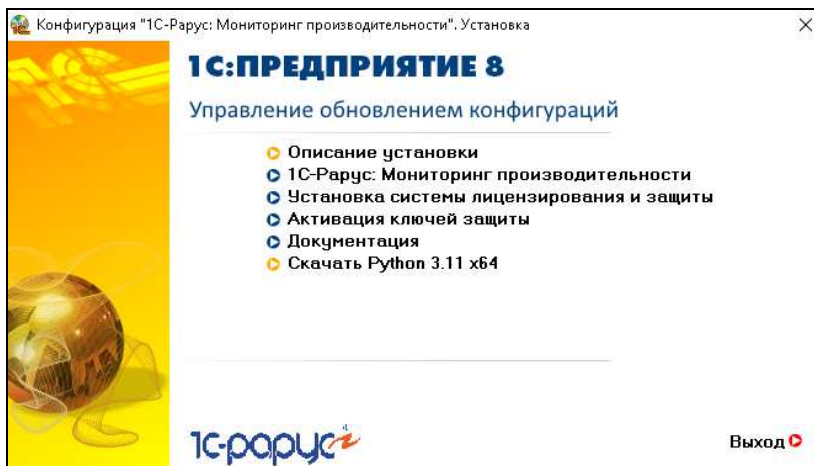 Конфигурация "1С-Рарус: Мониторинг производительности". Установка
1С:ПРЕДПРИЯТИЕ 8
Управление обновлением конфигураций
Описание установки
1С-Рарус: Мониторинг производительности
Установка системы лицензирования и защиты
Активация ключей защиты
Документация
Скачать Python 3.11 x64
1С-рарус
Выход